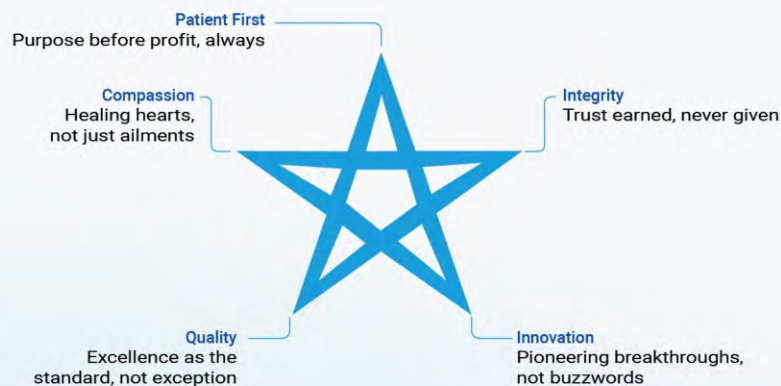 Patient First
Purpose before profit, always
Compassion
Healing hearts,
not just ailments
Integrity
Trust earned, never given
Quality
Excellence as the
standard, not exception
Innovation
Pioneering breakthroughs,
not buzzwords